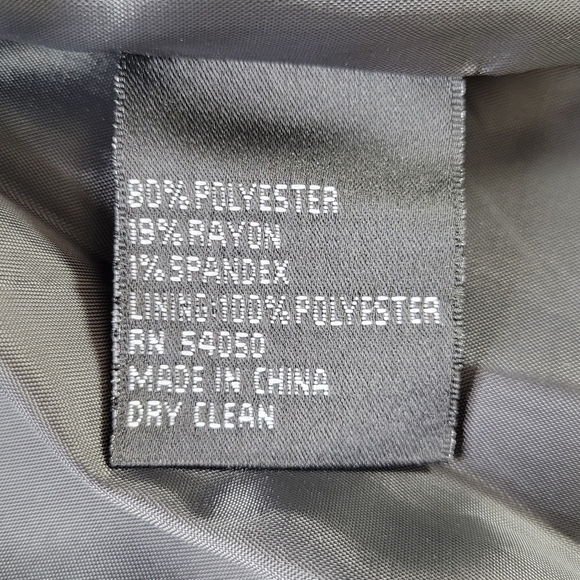 80% POLYESTER
19% RAYON
1% SPANDEX
LINING:100% POLYESTER
RN 54050
MADE IN CHINA
DRY CLEAN